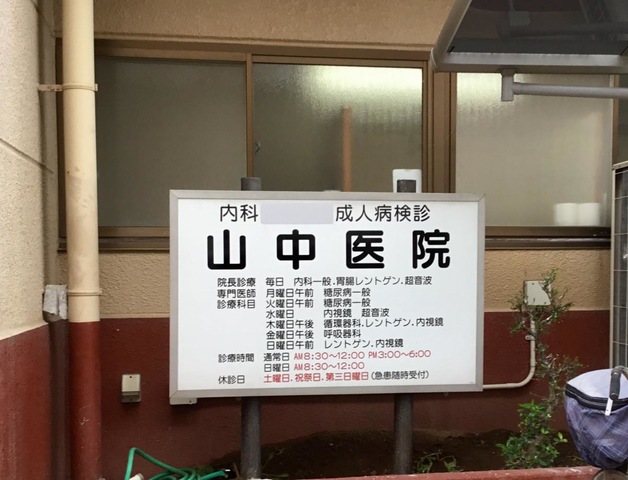 内科 成人病検診
山中医院
院長診療 毎日 内科一般.胃腸レントゲン.超音波
専門医師 月曜日午前 糖尿病一般
診療科日 火曜日午前 糖尿病一般
水曜日 内視鏡 超音波
木曜日午後 循環器科.レントゲン.内視鏡
金曜日午後 呼吸器科
日曜日午前 レントゲン.内視鏡
診療時間 通常日 AM8:30〜12:00 PM3:00〜6:00
日曜日 AM8:30〜12:00
休診日 土曜日.祝祭日.第三日曜日(急患随時受付)